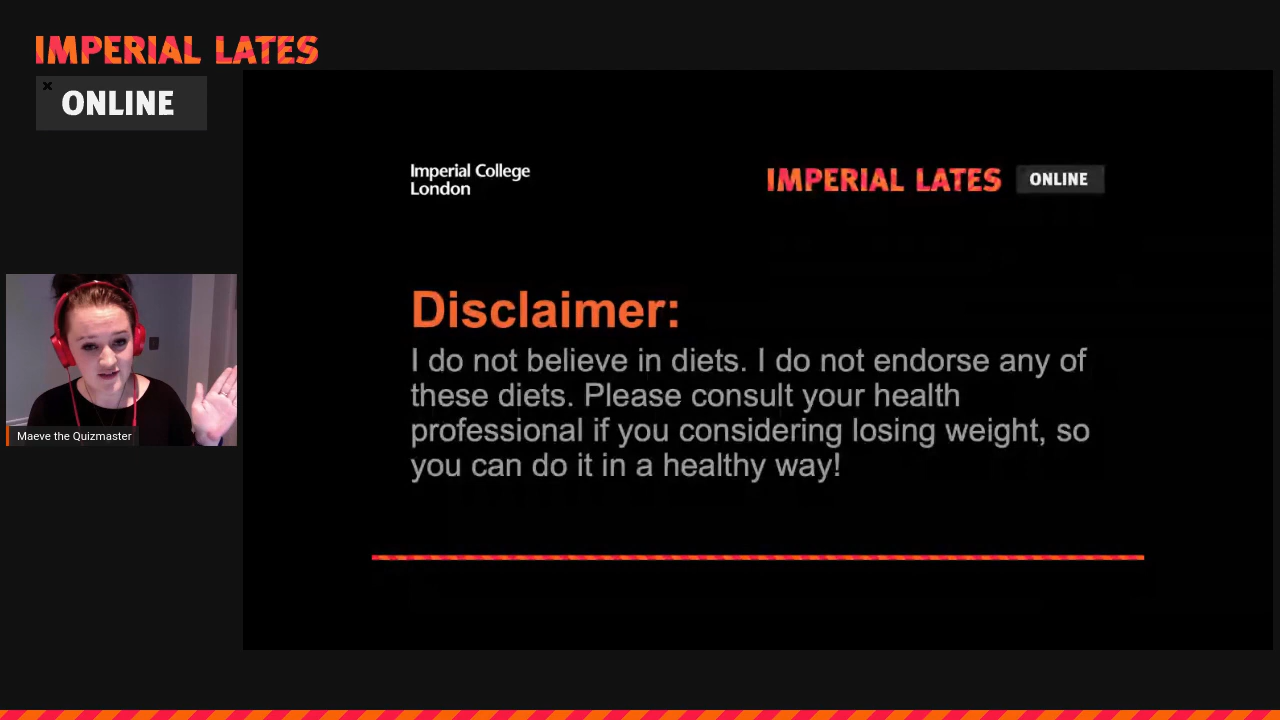 IMPERIAL LATES
ONLINE
Imperial College
London
IMPERIAL LATES ONLINE
Disclaimer:
I do not believe in diets. I do not endorse any of
these diets. Please consult your health
professional if you considering losing weight, so
you can do it in a healthy way!
Maeve the Quizmaster